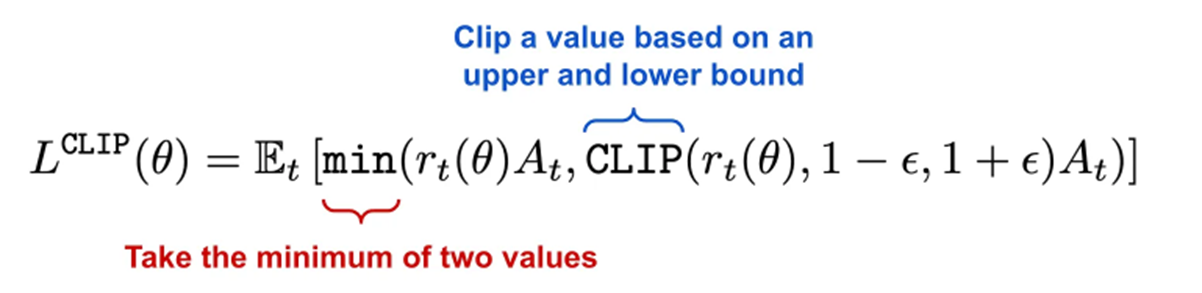 Clip a value based on an
upper and lower bound
L^CLIP(θ) = 𝔼_t [min(r_t(θ)A_t, CLIP(r_t(θ), 1 − ϵ, 1 + ϵ)A_t)]
Take the minimum of two values